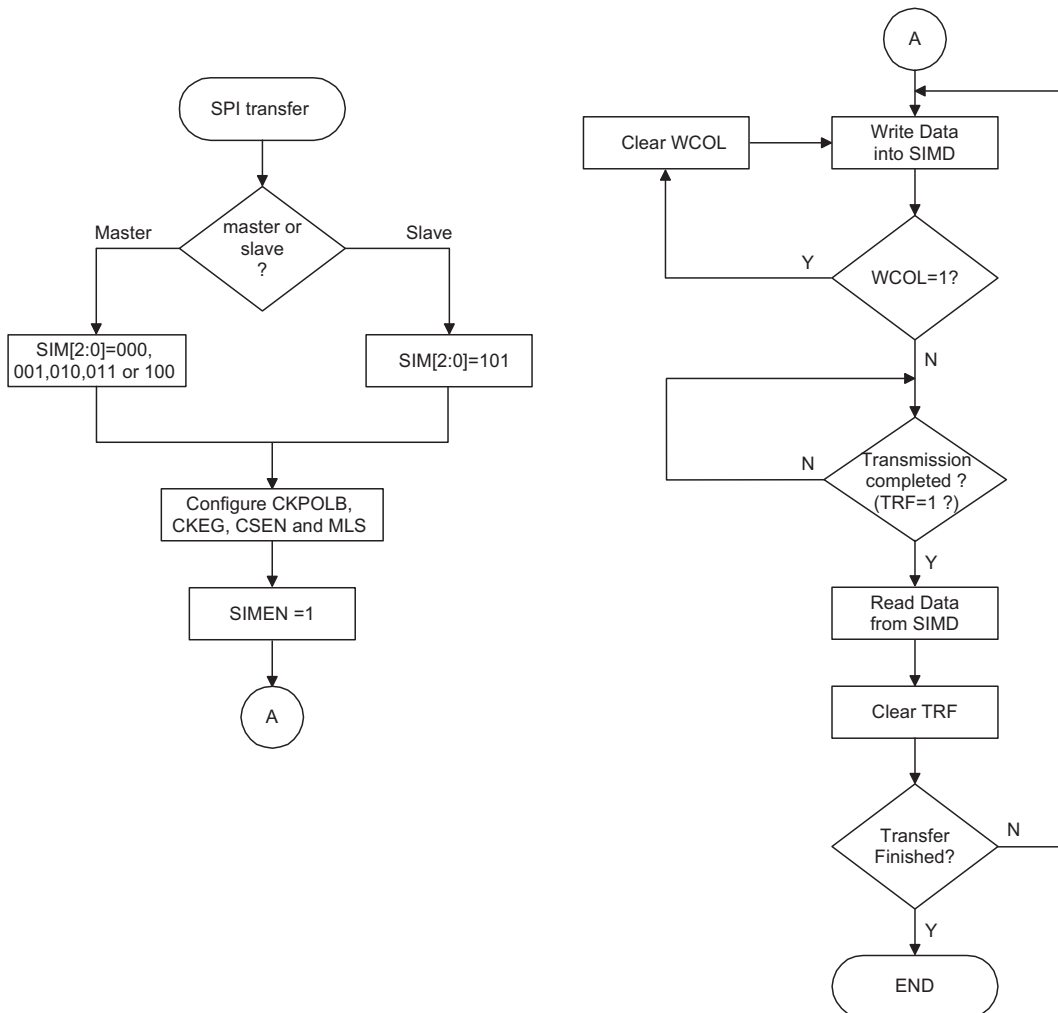 SPI transfer
master or
slave
?
Master
Slave
SIM[2:0]=000,
001,010,011 or 100
SIM[2:0]=101
Configure CKPOLB,
CKEG, CSEN and MLS
SIMEN =1
A
A
Clear WCOL
Write Data
into SIMD
Y
WCOL=1?
N
N
Transmission
completed ?
(TRF=1 ?)
Y
Read Data
from SIMD
Clear TRF
Transfer
Finished?
N
Y
END